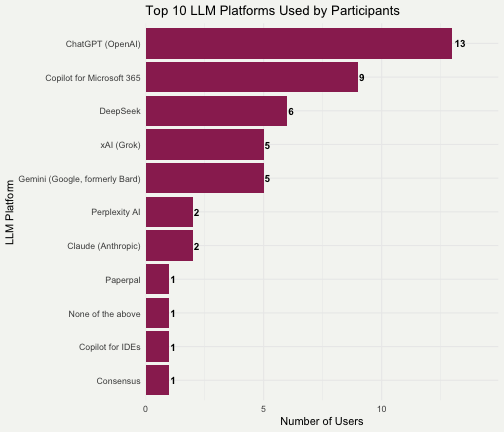 Top 10 LLM Platforms Used by Participants
ChatGPT (OpenAI) 13
Copilot for Microsoft 365 9
DeepSeek 6
xAI (Grok) 5
Gemini (Google, formerly Bard) 5
Perplexity AI 2
Claude (Anthropic) 2
Paperpal 1
None of the above 1
Copilot for IDEs 1
Consensus 1
LLM Platform
0 5 10
Number of Users